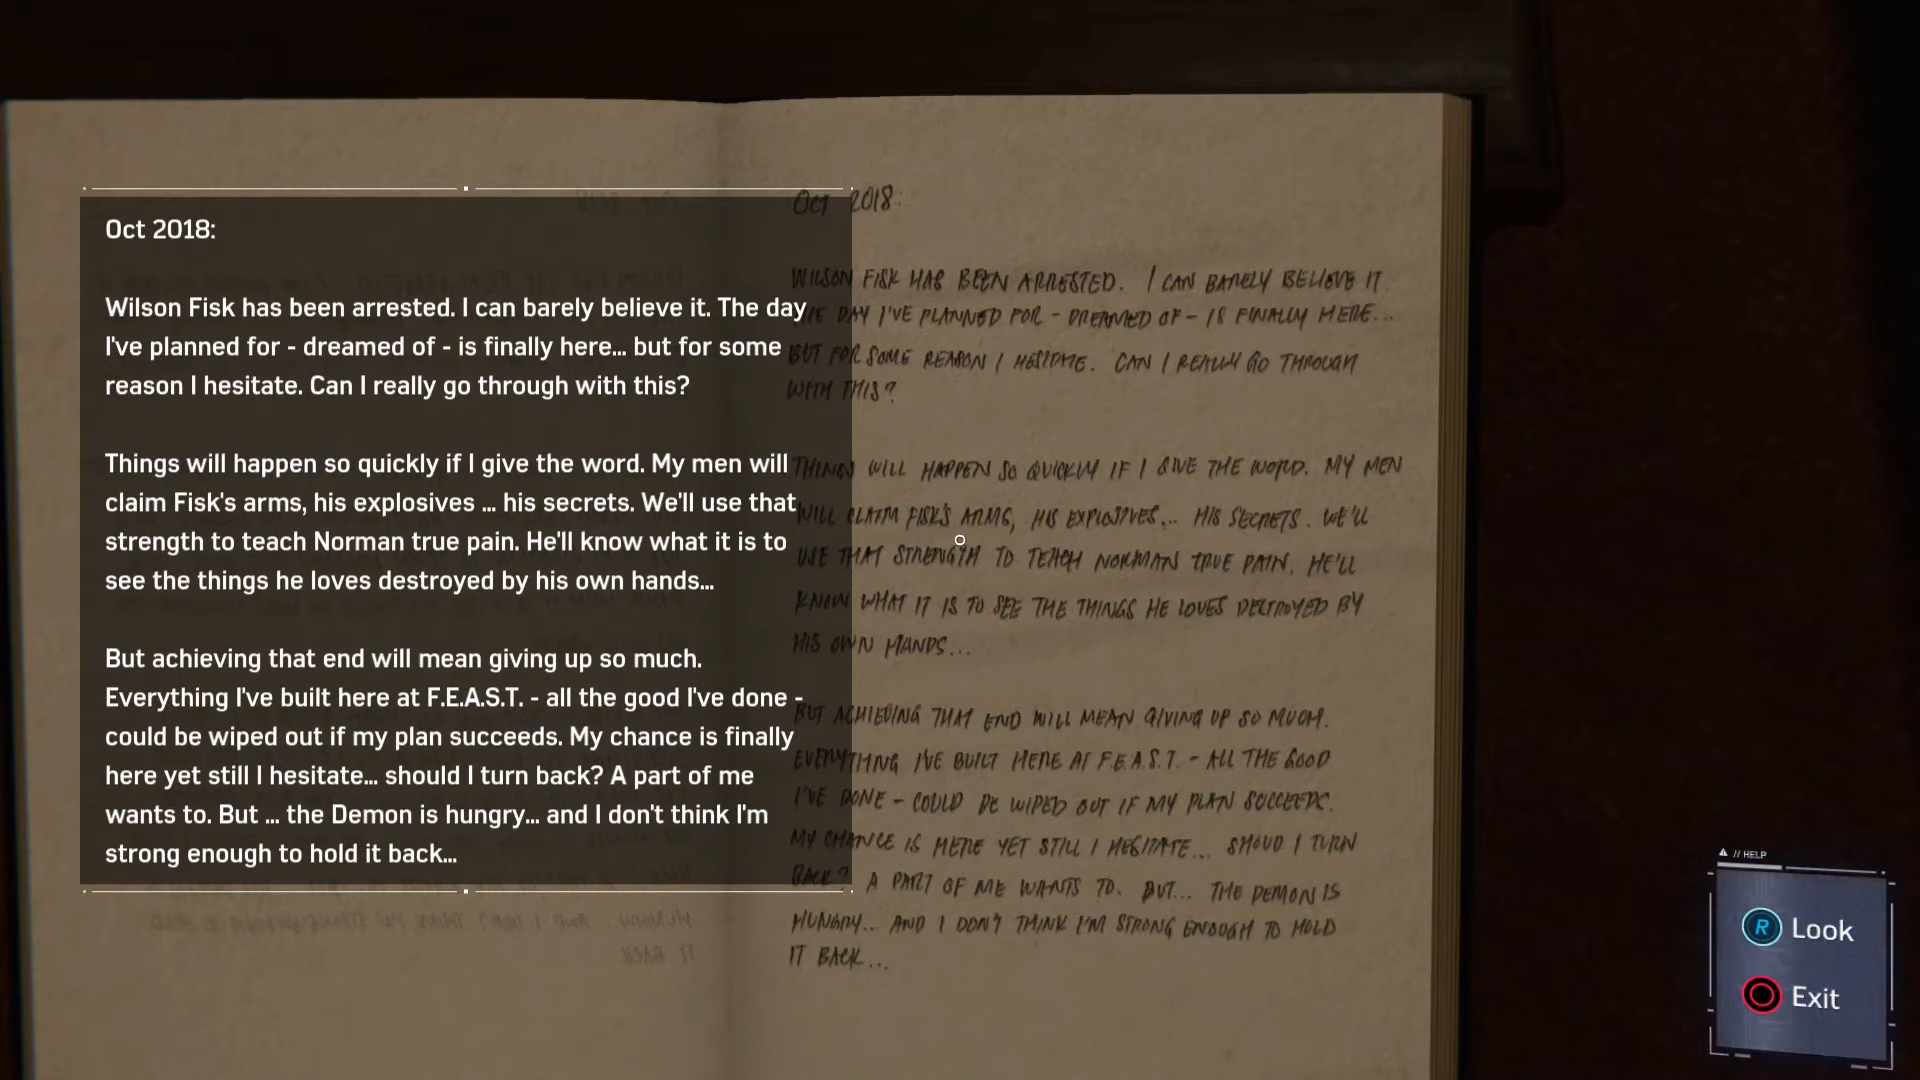 Oct 2018:
Wilson Fisk has been arrested. I can barely believe it. The day
I've planned for - dreamed of - is finally here... but for some
reason I hesitate. Can I really go through with this?
Things will happen so quickly if I give the word. My men will
claim Fisk's arms, his explosives ... his secrets. We'll use that
strength to teach Norman true pain. He'll know what it is to
see the things he loves destroyed by his own hands...
But achieving that end will mean giving up so much.
Everything I've built here at F.E.A.S.T. - all the good I've done -
could be wiped out if my plan succeeds. My chance is finally
here yet still I hesitate... should I turn back? A part of me
wants to. But ... the Demon is hungry... and I don't think I'm
strong enough to hold it back...
OCT 2018:
WILSON FISK HAS BEEN ARRESTED. I CAN BARELY BELIEVE IT.
THE DAY I'VE PLANNED FOR - DREAMED OF - IS FINALLY HERE...
BUT FOR SOME REASON I HESITATE. CAN I REALLY GO THROUGH
WITH THIS?
THINGS WILL HAPPEN SO QUICKLY IF I GIVE THE WORD. MY MEN
WILL CLAIM FISK'S ARMS, HIS EXPLOSIVES... HIS SECRETS. WE'LL
USE THAT STRENGTH TO TEACH NORMAN TRUE PAIN. HE'LL
KNOW WHAT IT IS TO SEE THE THINGS HE LOVES DESTROYED BY
HIS OWN HANDS...
BUT ACHIEVING THAT END WILL MEAN GIVING UP SO MUCH.
EVERYTHING I'VE BUILT HERE AT F.E.A.S.T. - ALL THE GOOD
I'VE DONE - COULD BE WIPED OUT IF MY PLAN SUCCEEDS.
MY CHANCE IS HERE YET STILL I HESITATE... SHOUD I TURN
BACK? A PART OF ME WANTS TO. BUT... THE DEMON IS
HUNGRY... AND I DON'T THINK I'M STRONG ENOUGH TO HOLD
IT BACK...
// HELP
R Look
Exit